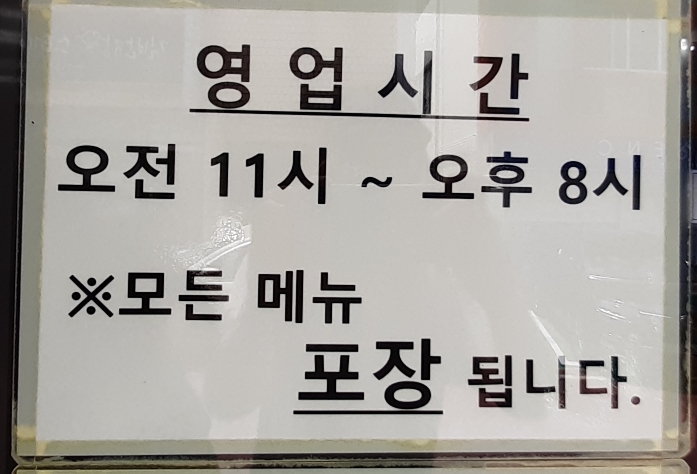 영 업 시 간
오전 11시 ~ 오후 8시
※모든 메뉴
포장 됩니다.